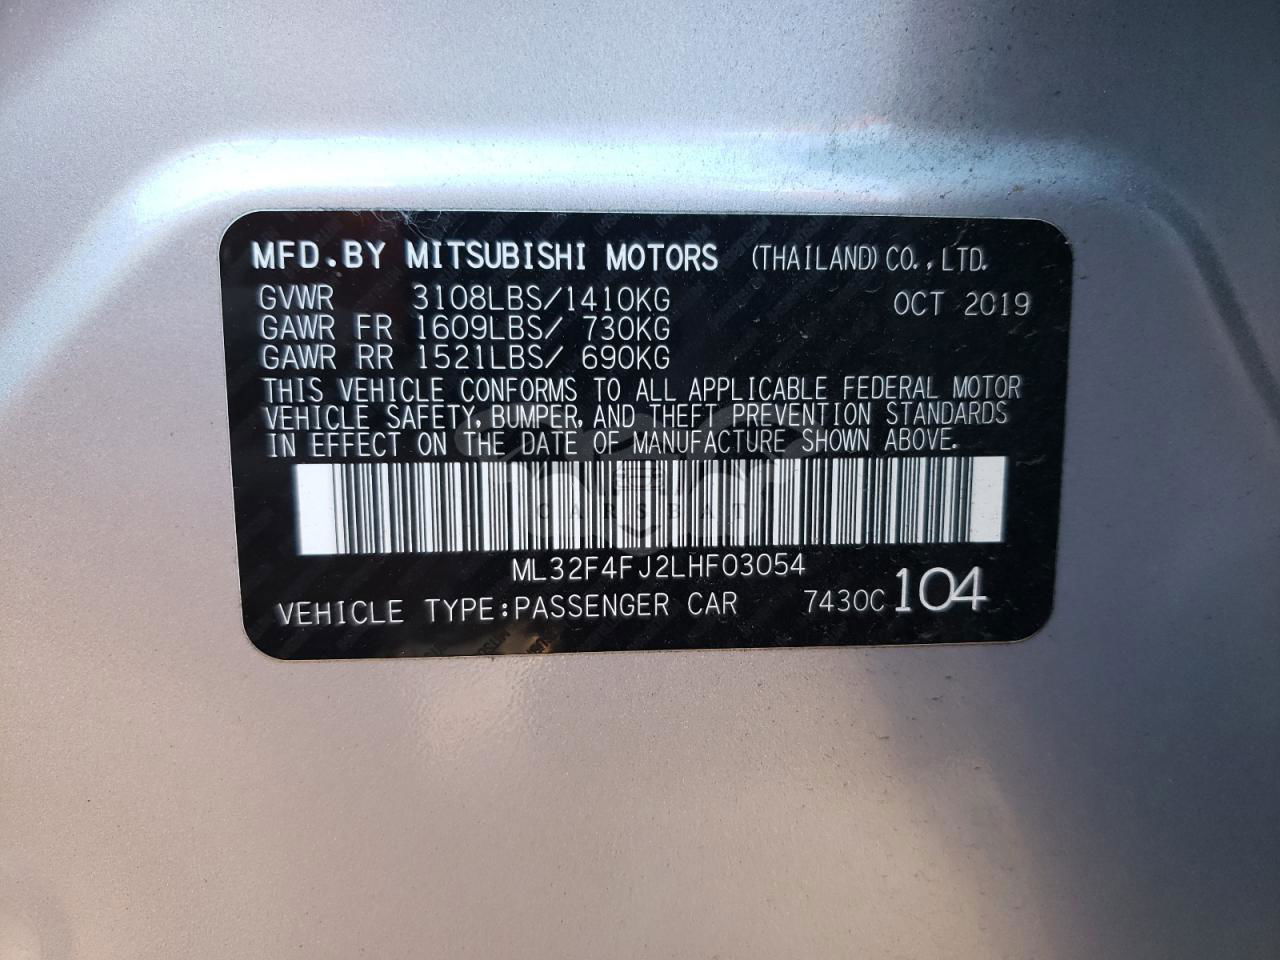 MFD.BY MITSUBISHI MOTORS (THAILAND) CO., LTD.
GVWR 3108LBS/1410KG OCT 2019
GAWR FR 1609LBS/ 730KG
GAWR RR 1521LBS/ 690KG
THIS VEHICLE CONFORMS TO ALL APPLICABLE FEDERAL MOTOR
VEHICLE SAFETY, BUMPER, AND THEFT PREVENTION STANDARDS
IN EFFECT ON THE DATE OF MANUFACTURE SHOWN ABOVE.
CARSBAT
ML32F4FJ2LHF03054
VEHICLE TYPE:PASSENGER CAR 7430C 104